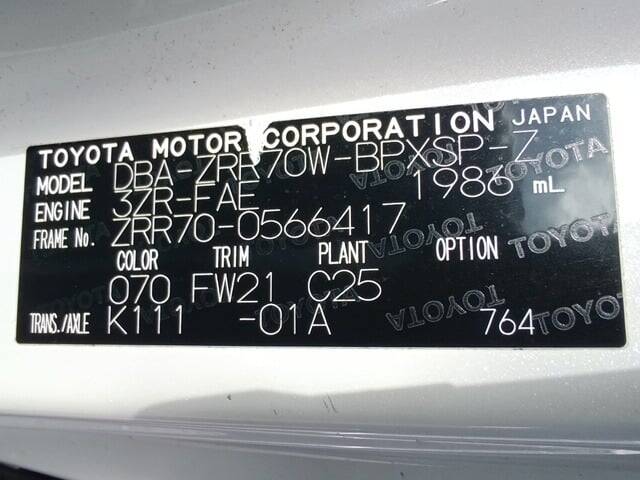 TOYOTA MOTOR CORPORATION JAPAN
MODEL DBA-ZRR70W-BPXSP-Z
ENGINE 3ZR-FAE 1986 mL
FRAME No. ZRR70-0566417
COLOR TRIM PLANT OPTION
070 FW21 C25
TRANS./AXLE K111 -01A 764